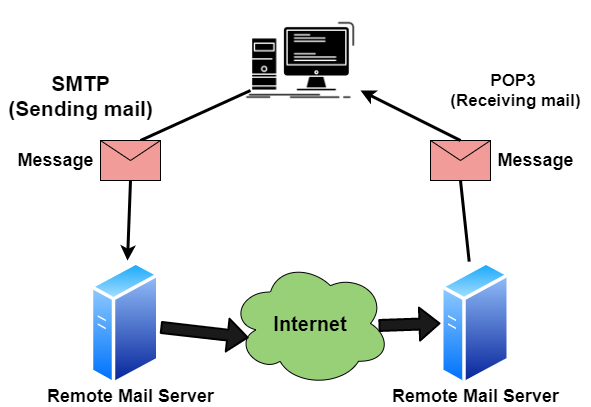 SMTP
(Sending mail)
POP3
(Receiving mail)
Message
Message
Internet
Remote Mail Server
Remote Mail Server